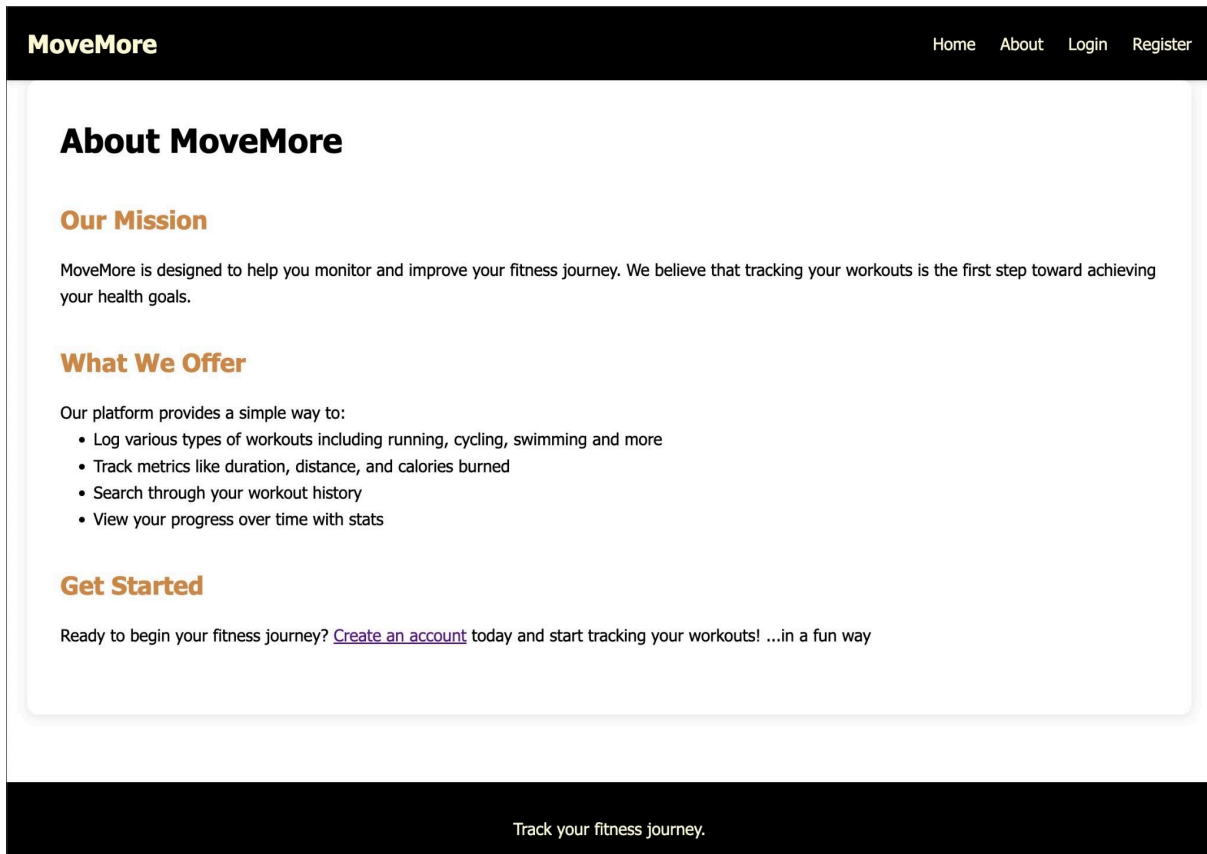 MoveMore
Home About Login Register
About MoveMore
Our Mission
MoveMore is designed to help you monitor and improve your fitness journey. We believe that tracking your workouts is the first step toward achieving
your health goals.
What We Offer
Our platform provides a simple way to:
• Log various types of workouts including running, cycling, swimming and more
• Track metrics like duration, distance, and calories burned
• Search through your workout history
• View your progress over time with stats
Get Started
Ready to begin your fitness journey? Create an account today and start tracking your workouts! ...in a fun way
Track your fitness journey.